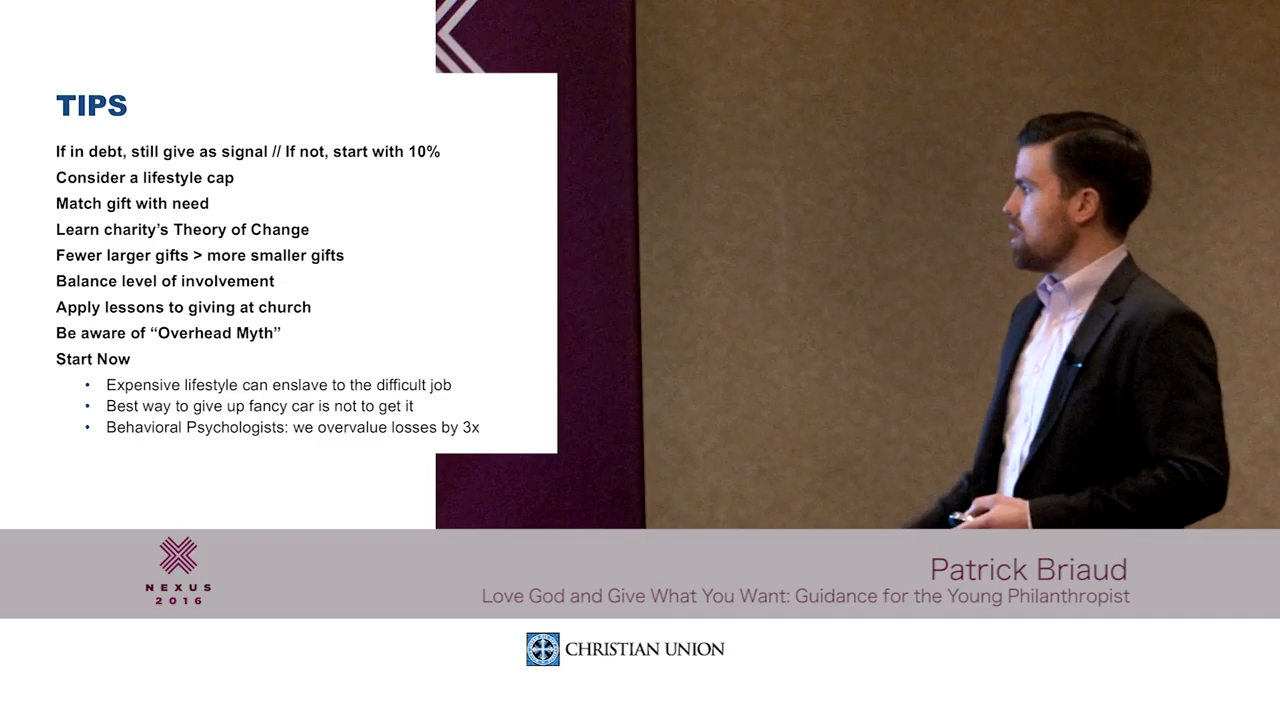 TIPS
If in debt, still give as signal // If not, start with 10%
Consider a lifestyle cap
Match gift with need
Learn charity's Theory of Change
Fewer larger gifts > more smaller gifts
Balance level of involvement
Apply lessons to giving at church
Be aware of “Overhead Myth”
Start Now
• Expensive lifestyle can enslave to the difficult job
• Best way to give up fancy car is not to get it
• Behavioral Psychologists: we overvalue losses by 3x
NEXUS
2016
Patrick Briaud
Love God and Give What You Want: Guidance for the Young Philanthropist
CHRISTIAN UNION